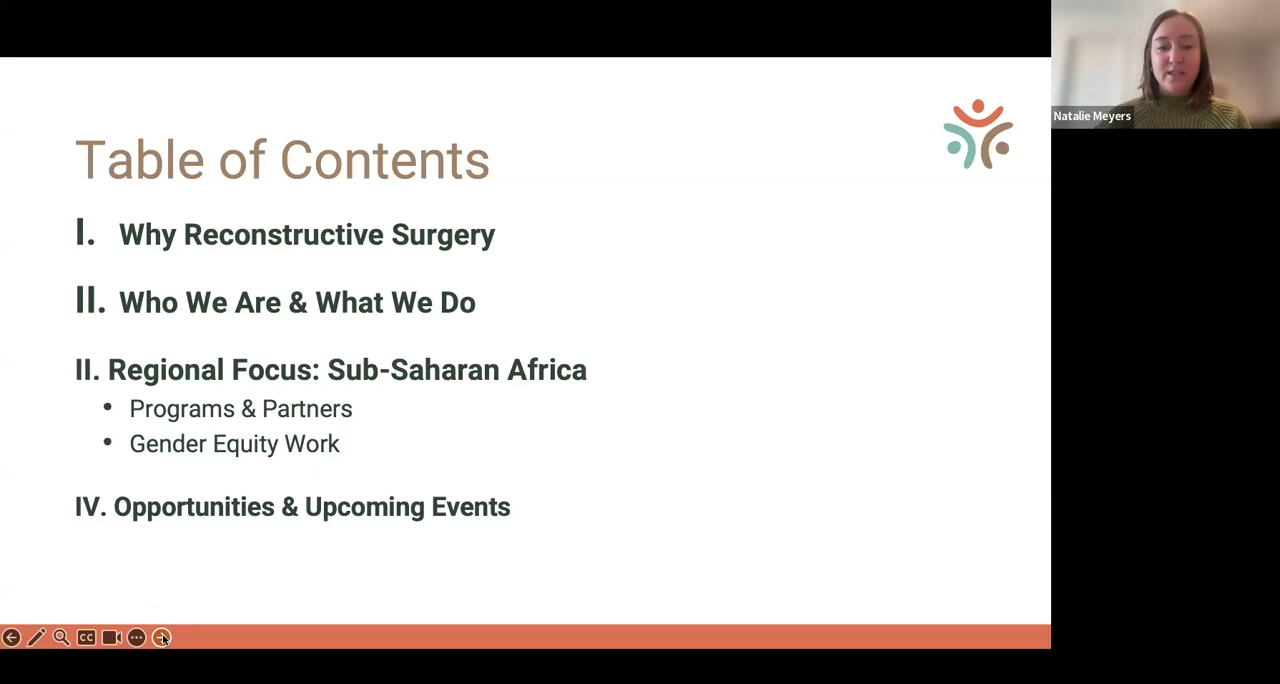 Table of Contents
I. Why Reconstructive Surgery
II. Who We Are & What We Do
II. Regional Focus: Sub-Saharan Africa
• Programs & Partners
• Gender Equity Work
IV. Opportunities & Upcoming Events
CC
Natalie Meyers